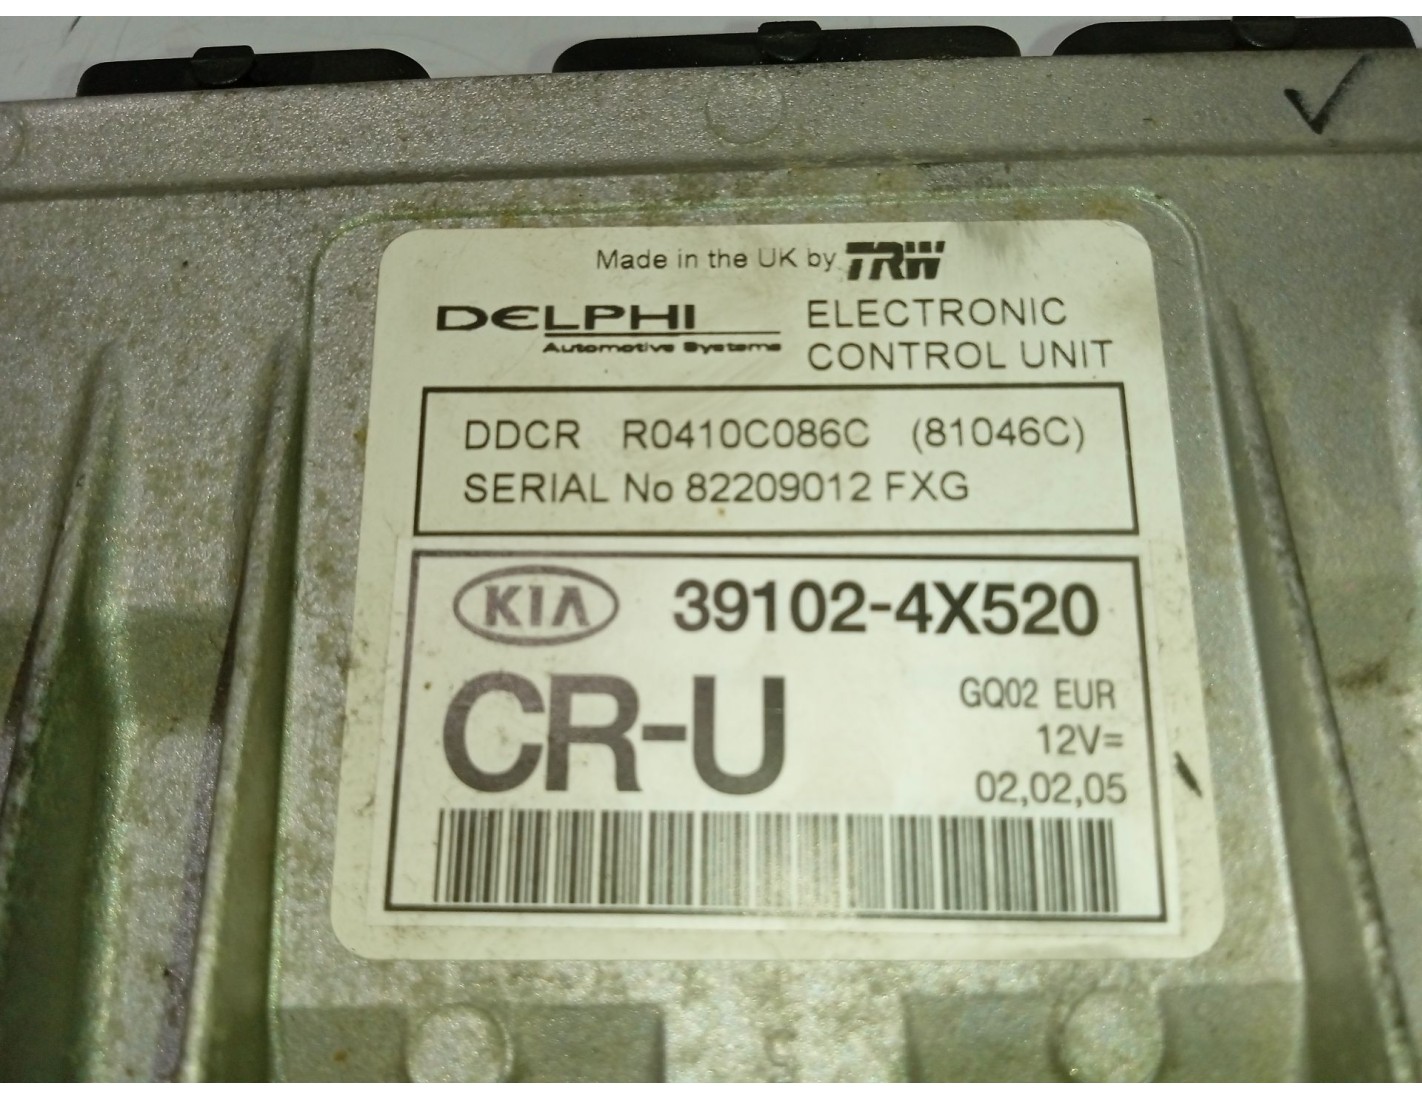 Made in the UK by TRW
DELPHI
Automotive Systems
ELECTRONIC
CONTROL UNIT
DDCR R0410C086C (81046C)
SERIAL No 82209012 FXG
KIA 39102-4X520
CR-U
GQ02 EUR
12V=
02,02,05